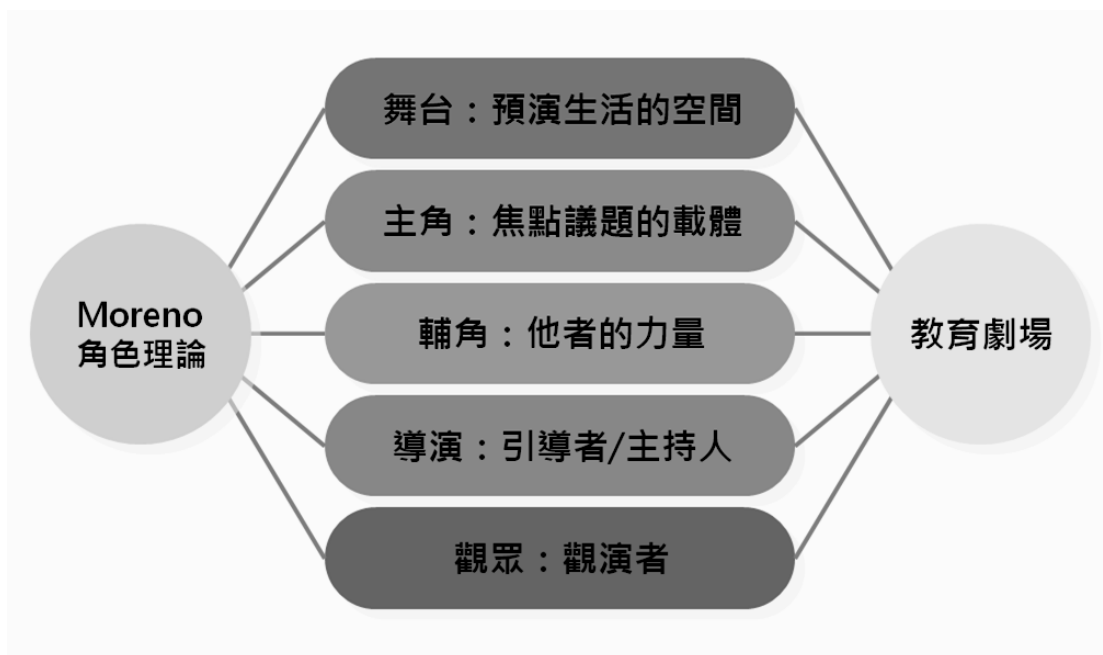 舞台：預演生活的空間
主角：焦點議題的載體
Moreno
角色理論
輔角：他者的力量
教育劇場
導演：引導者/主持人
觀眾：觀演者